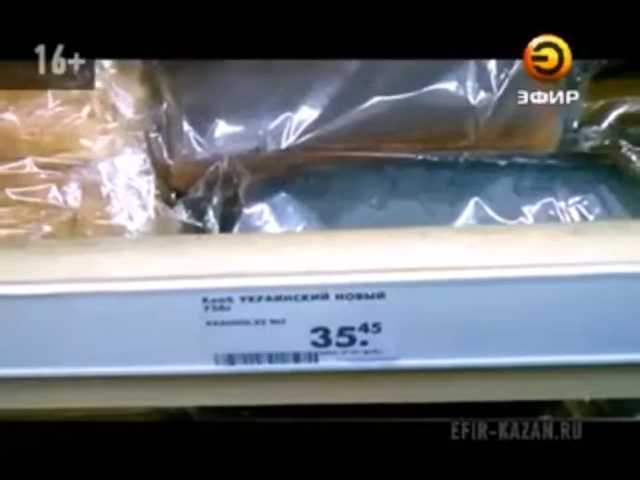 16+
ЭФИР
Хлеб УКРАИНСКИЙ НОВЫЙ
750г
35.45
EFIR-KAZAN.RU